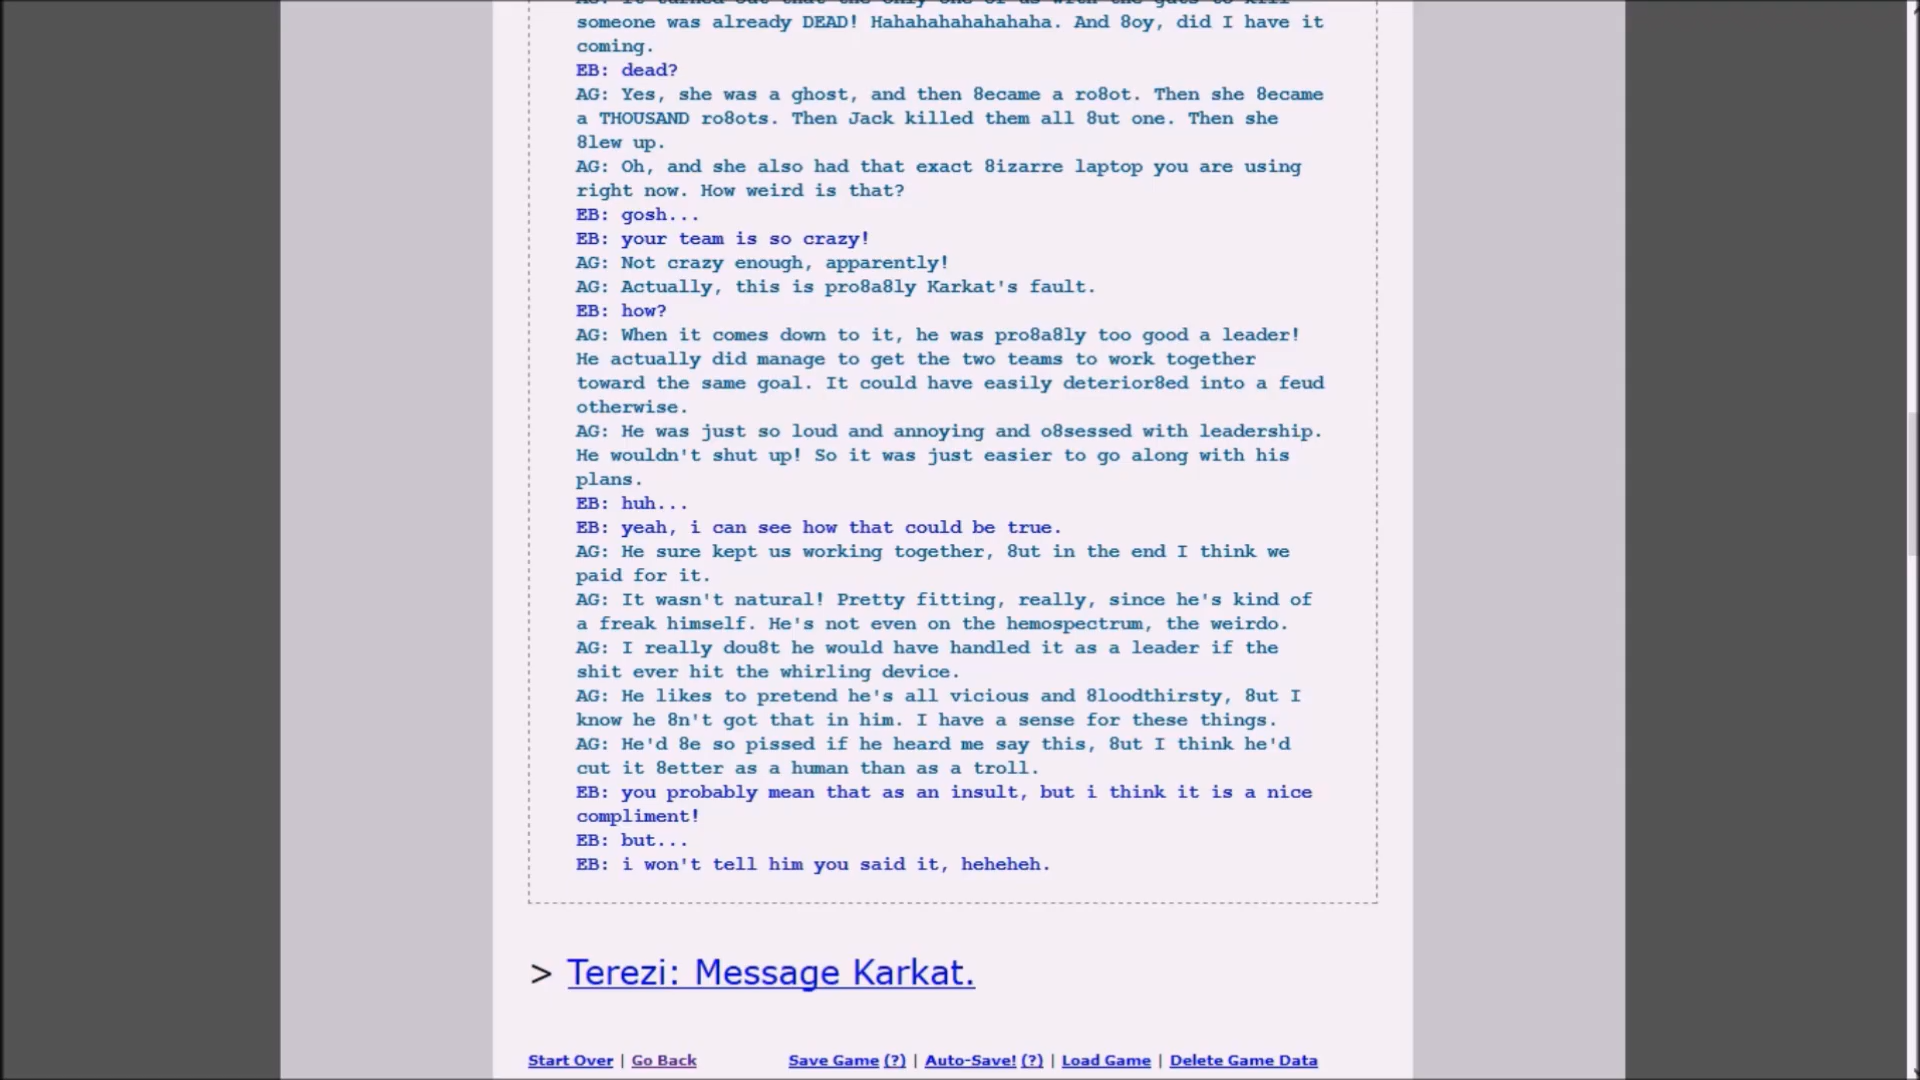 AG: It turned out that the only one of us with the guts to kill
someone was already DEAD! Hahahahahahahaha. And 8oy, did I have it
coming.
EB: dead?
AG: Yes, she was a ghost, and then 8ecame a ro8ot. Then she 8ecame
a THOUSAND ro8ots. Then Jack killed them all 8ut one. Then she
8lew up.
AG: Oh, and she also had that exact 8izarre laptop you are using
right now. How weird is that?
EB: gosh...
EB: your team is so crazy!
AG: Not crazy enough, apparently!
AG: Actually, this is pro8a8ly Karkat's fault.
EB: how?
AG: When it comes down to it, he was pro8a8ly too good a leader!
He actually did manage to get the two teams to work together
toward the same goal. It could have easily deterior8ed into a feud
otherwise.
AG: He was just so loud and annoying and o8sessed with leadership.
He wouldn't shut up! So it was just easier to go along with his
plans.
EB: huh...
EB: yeah, i can see how that could be true.
AG: He sure kept us working together, 8ut in the end I think we
paid for it.
AG: It wasn't natural! Pretty fitting, really, since he's kind of
a freak himself. He's not even on the hemospectrum, the weirdo.
AG: I really dou8t he would have handled it as a leader if the
shit ever hit the whirling device.
AG: He likes to pretend he's all vicious and 8loodthirsty, 8ut I
know he 8n't got that in him. I have a sense for these things.
AG: He'd 8e so pissed if he heard me say this, 8ut I think he'd
cut it 8etter as a human than as a troll.
EB: you probably mean that as an insult, but i think it is a nice
compliment!
EB: but...
EB: i won't tell him you said it, heheheh.
> Terezi: Message Karkat.
Start Over | Go Back Save Game (?) | Auto-Save! (?) | Load Game | Delete Game Data